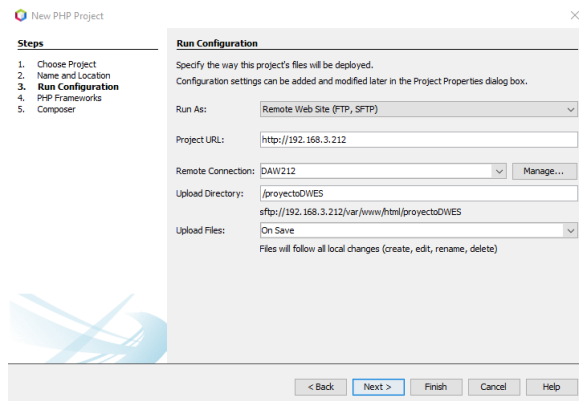 New PHP Project
Steps
1. Choose Project
2. Name and Location
3. Run Configuration
4. PHP Frameworks
5. Composer
Run Configuration
Specify the way this project's files will be deployed.
Configuration settings can be added and modified later in the Project Properties dialog box.
Run As: Remote Web Site (FTP, SFTP)
Project URL: http://192.168.3.212
Remote Connection: DAW212 Manage...
Upload Directory: /proyectoDWES
sftp://192.168.3.212/var/www/html/proyectoDWES
Upload Files: On Save
Files will follow all local changes (create, edit, rename, delete)
< Back Next > Finish Cancel Help